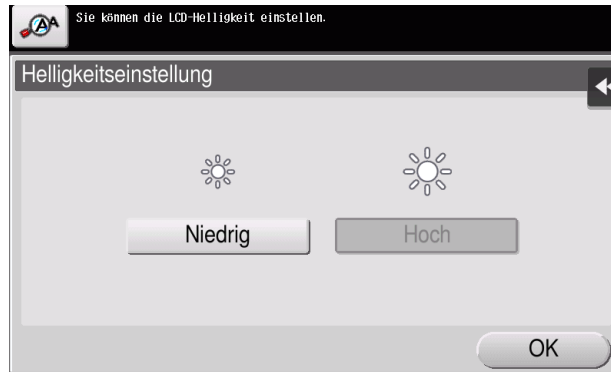 Sie können die LCD-Helligkeit einstellen.
Helligkeitseinstellung
Niedrig
Hoch
OK